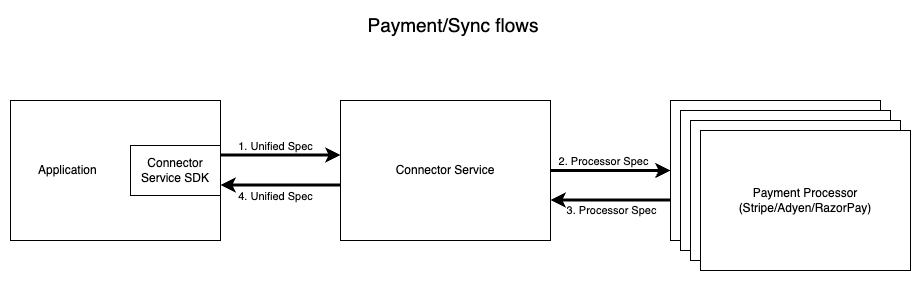 Payment/Sync flows
Application
Connector
Service SDK
1. Unified Spec
4. Unified Spec
Connector Service
2. Processor Spec
3. Processor Spec
Payment Processor
(Stripe/Adyen/RazorPay)